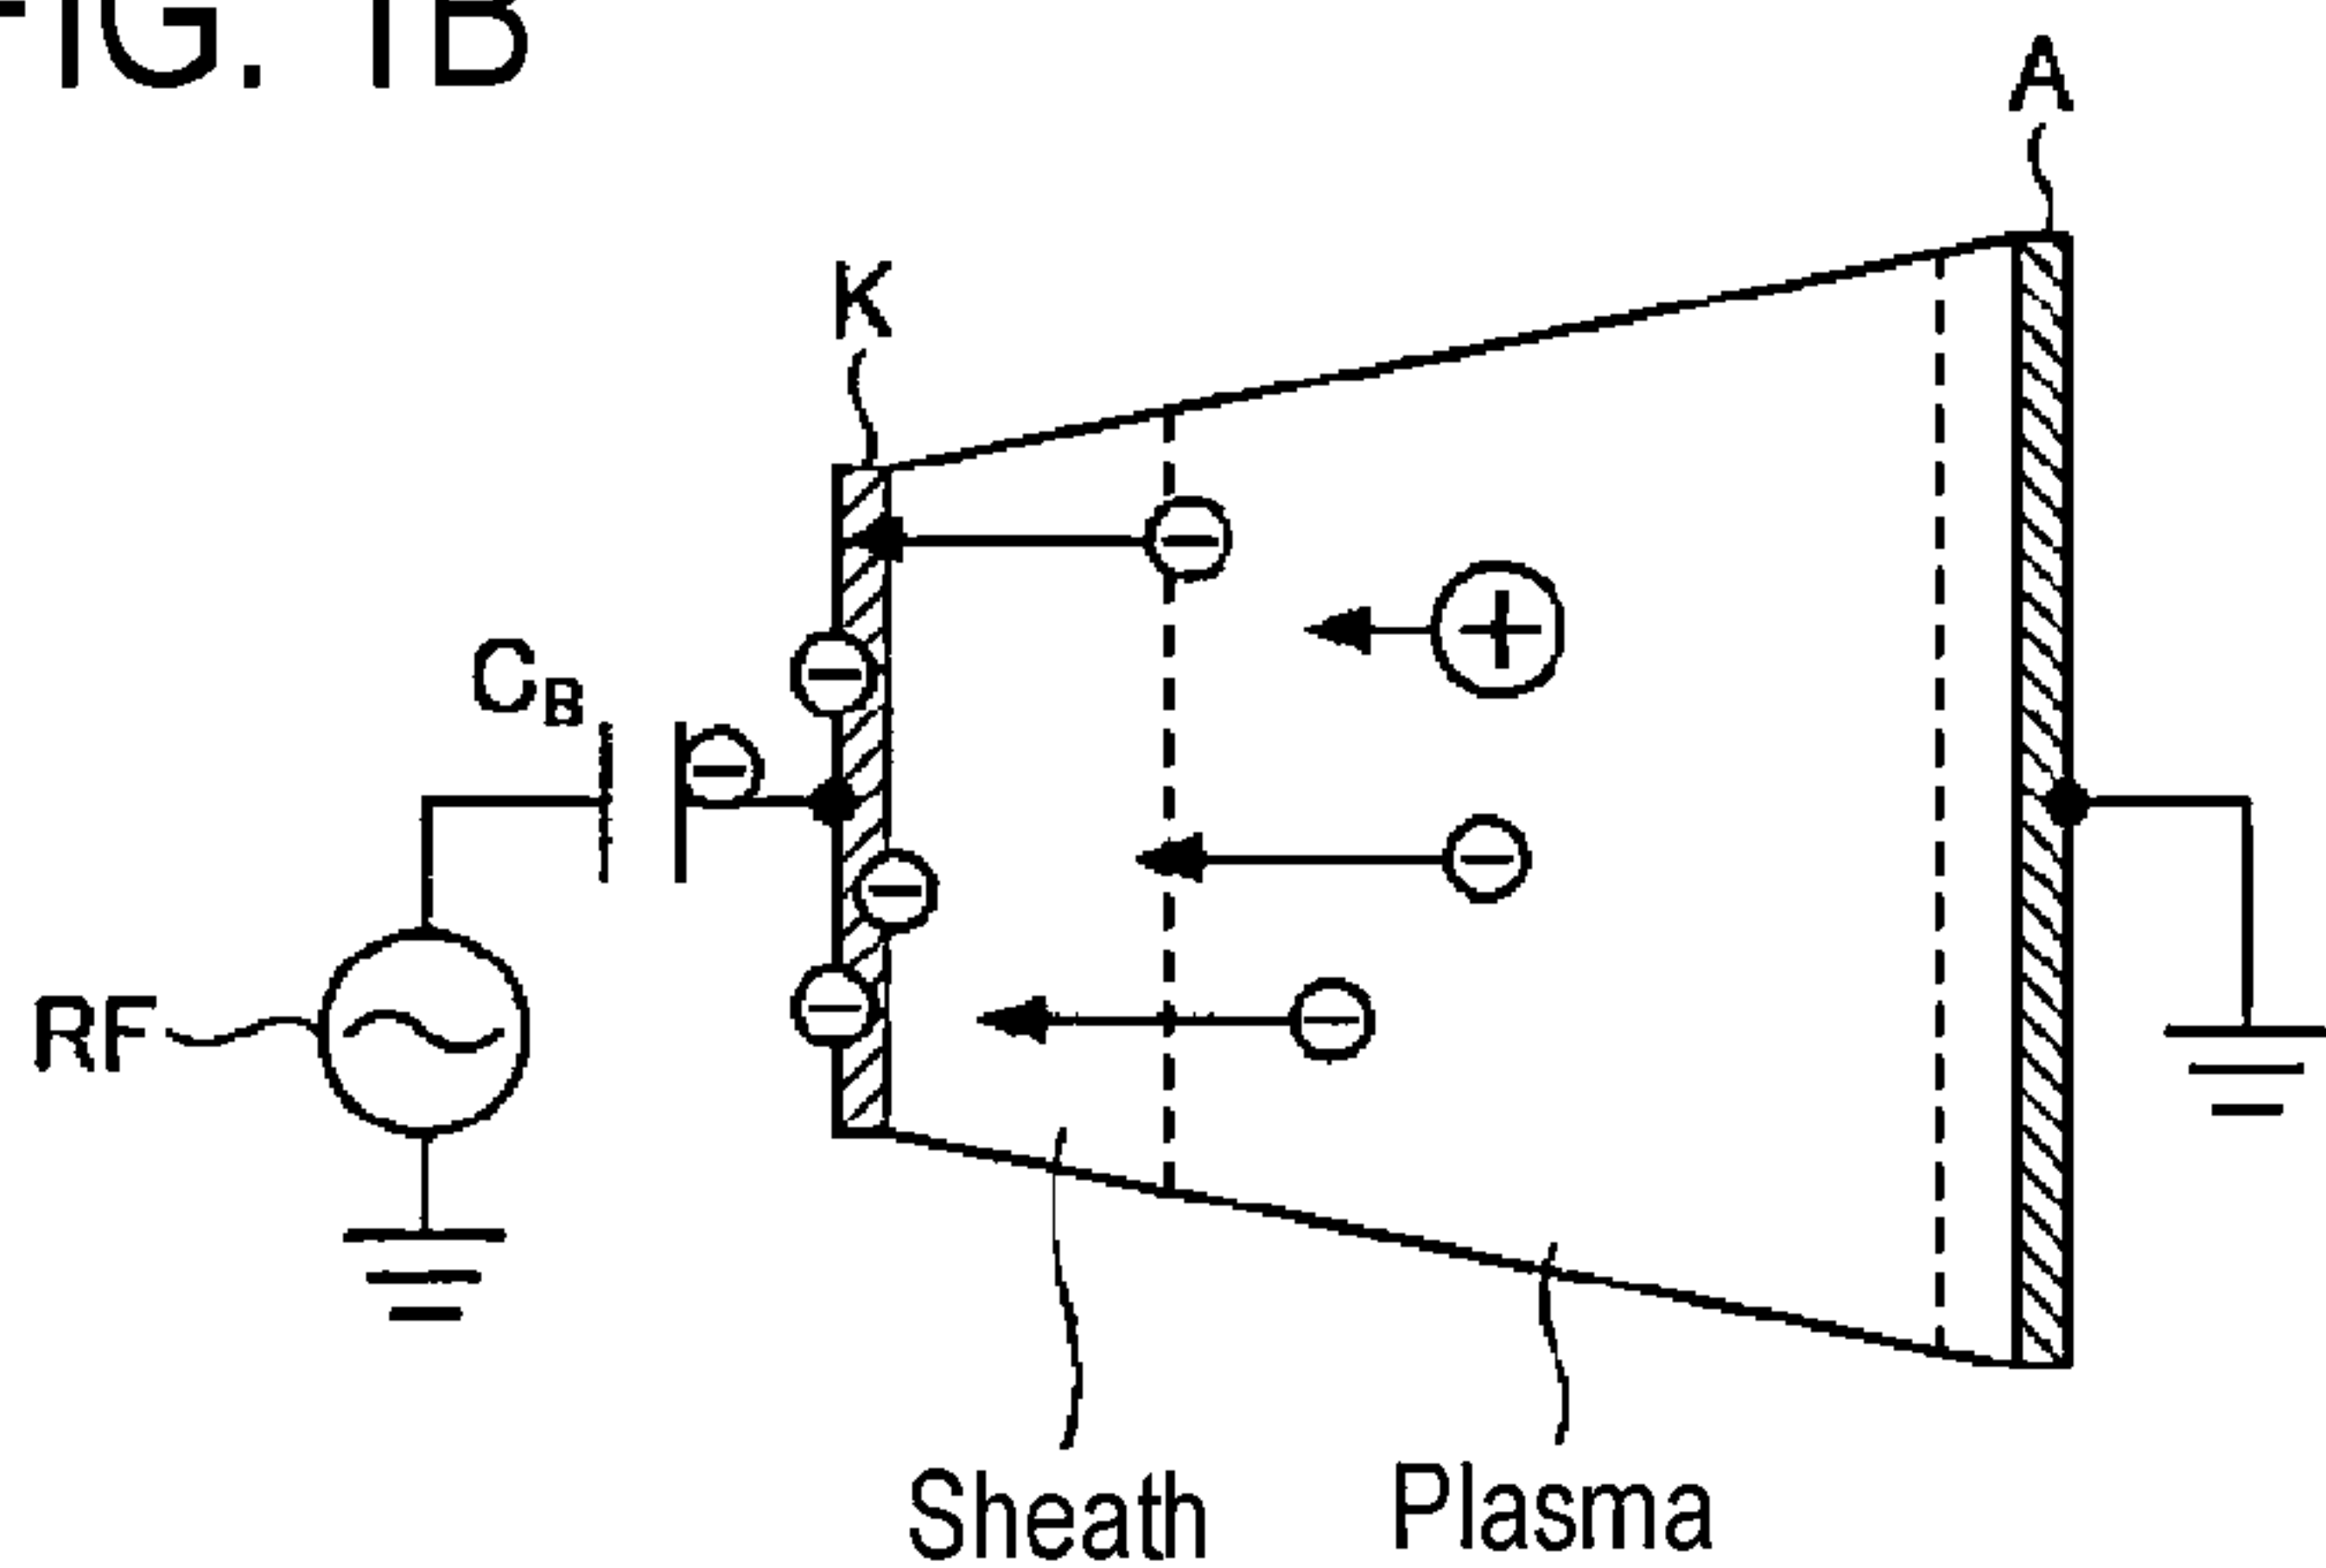 FIG. 1B
A
K
C_B
RF
Sheath
Plasma